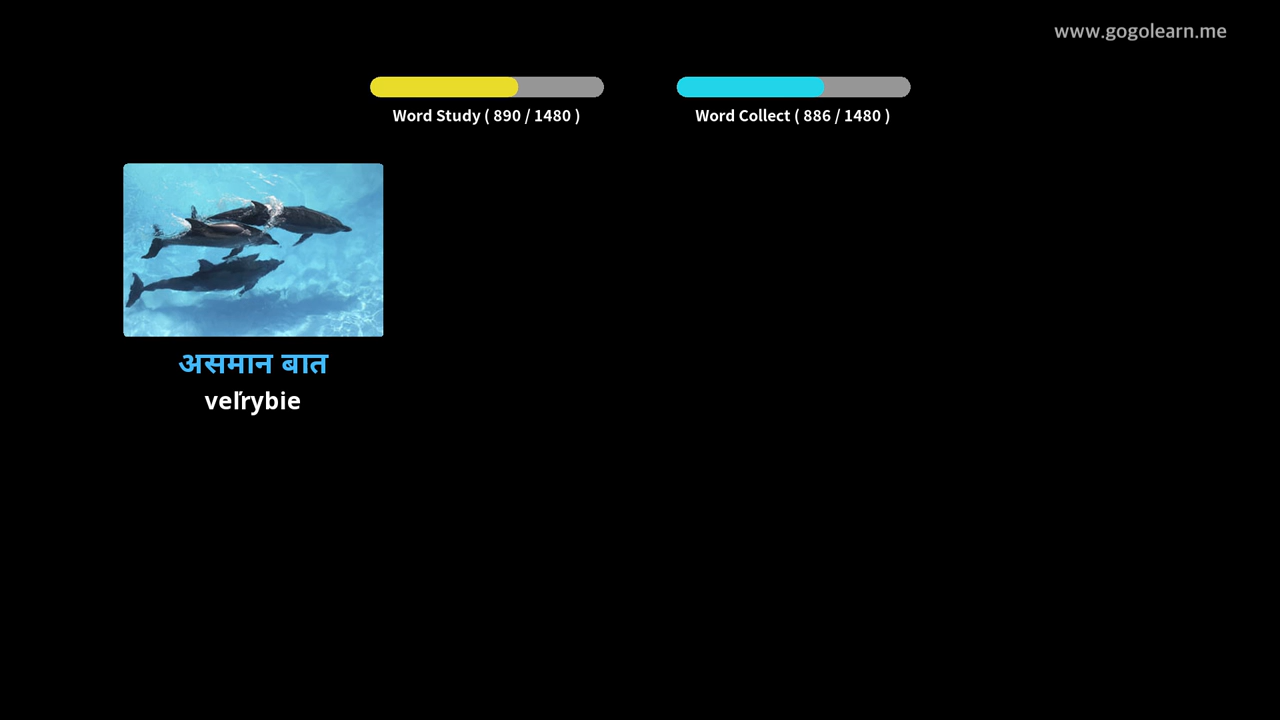 www.gogolearn.me
Word Study ( 890 / 1480 )
Word Collect ( 886 / 1480 )
असमान बात
veľrybie